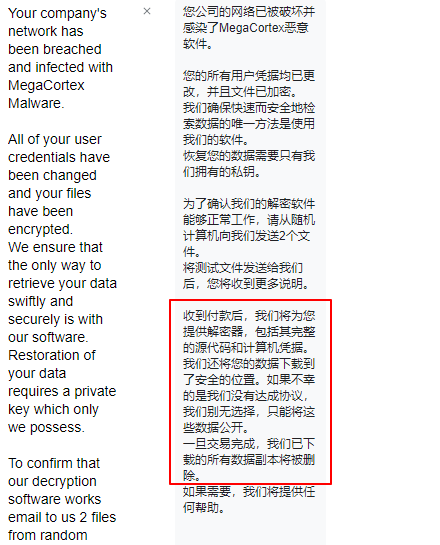 Your company's
network has
been breached
and infected with
MegaCortex
Malware.
All of your user
credentials have
been changed
and your files
have been
encrypted.
We ensure that
the only way to
retrieve your data
swiftly and
securely is with
our software.
Restoration of
your data
requires a private
key which only
we possess.
To confirm that
our decryption
software works
email to us 2 files
from random
×
您公司的网络已被破坏并
感染了MegaCortex恶意
软件。
您的所有用户凭据均已更
改，并且文件已加密。
我们确保快速而安全地检
索数据的唯一方法是使用
我们的软件。
恢复您的数据需要只有我
们拥有的私钥。
为了确认我们的解密软件
能够正常工作，请从随机
计算机向我们发送2个文
件。
将测试文件发送给我们
后，您将收到更多说明。
收到付款后，我们将为您
提供解密器，包括其完整
的源代码和计算机凭据。
我们还将您的数据下载到
了安全的位置。如果不幸
的是我们没有达成协议，
我们别无选择，只能将这
些数据公开。
一旦交易完成，我们已下
载的所有数据副本将被删
除。
如果需要，我们将提供任
何帮助。